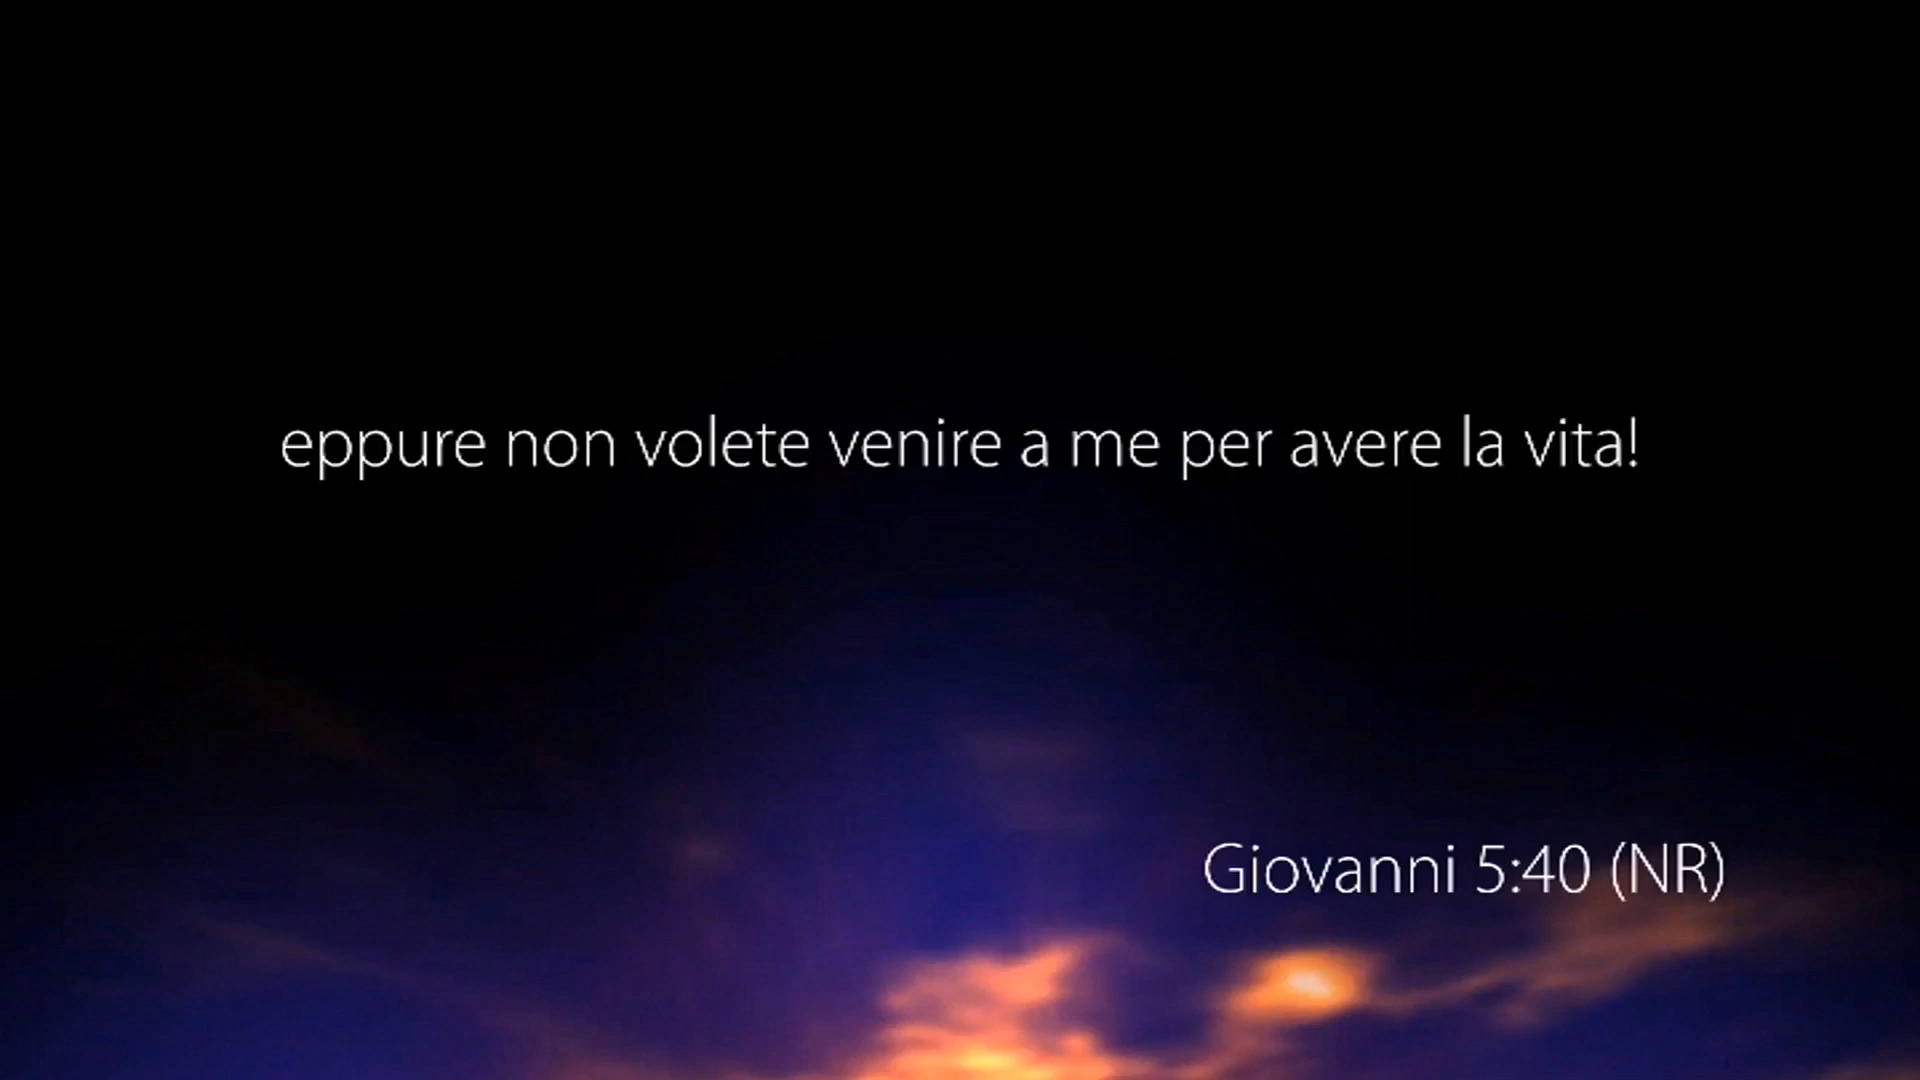 eppure non volete venire a me per avere la vita!
Giovanni 5:40 (NR)